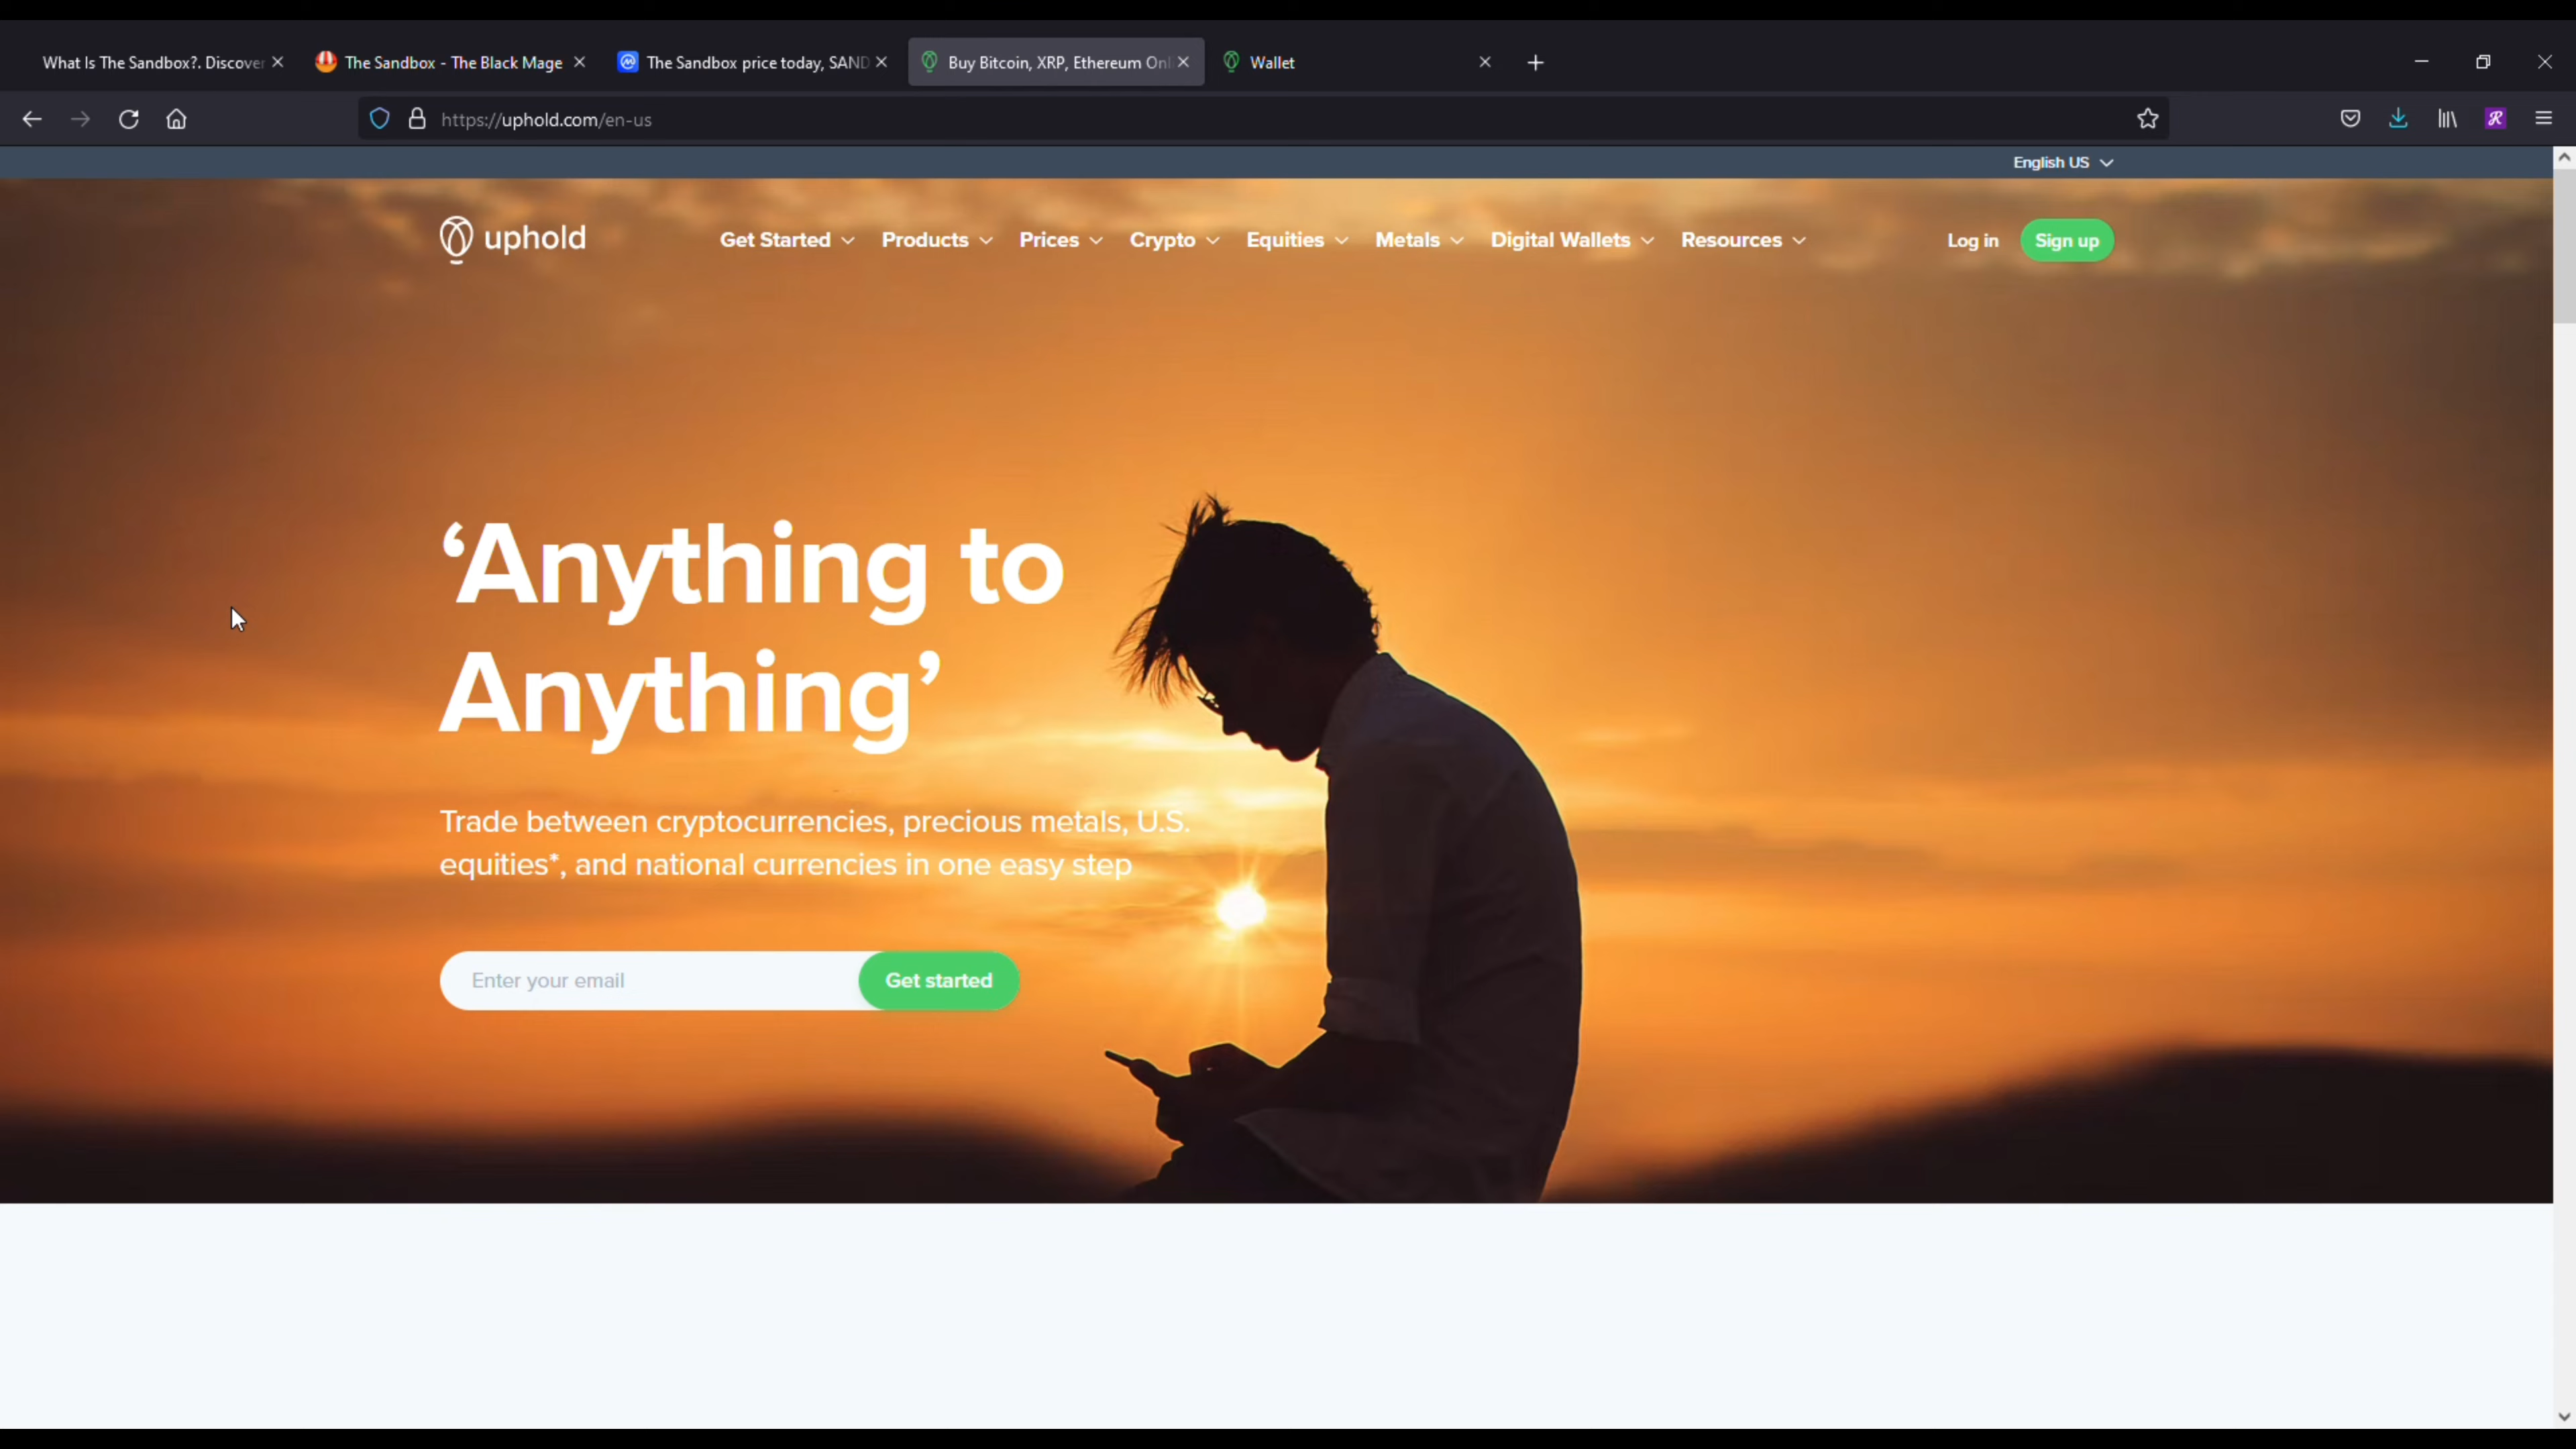 What Is The Sandbox?. Discover
The Sandbox - The Black Mage
The Sandbox price today, SAND
Buy Bitcoin, XRP, Ethereum Onl
Wallet
https://uphold.com/en-us
English US
uphold
Get Started
Products
Prices
Crypto
Equities
Metals
Digital Wallets
Resources
Log in
Sign up
‘Anything to
Anything’
Trade between cryptocurrencies, precious metals, U.S.
equities*, and national currencies in one easy step
Enter your email
Get started